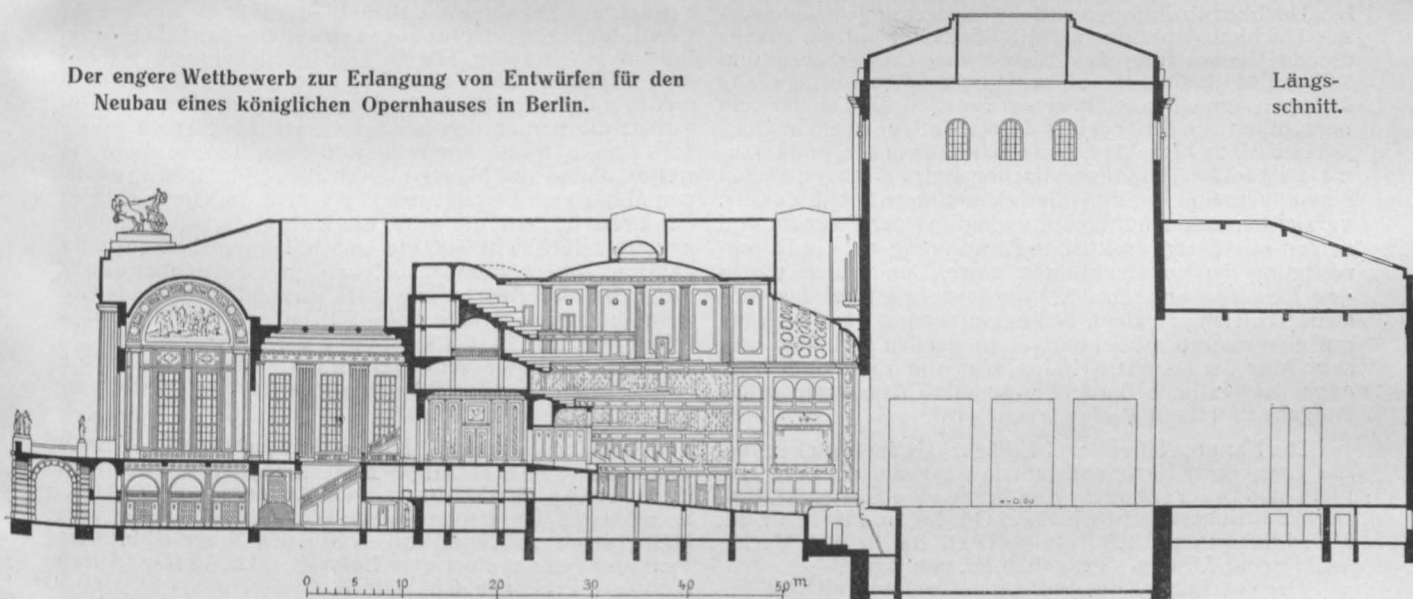 Der engere Wettbewerb zur Erlangung von Entwürfen für den
Neubau eines königlichen Opernhauses in Berlin.
Längs-
schnitt.
0 5 10 20 30 40 50 m